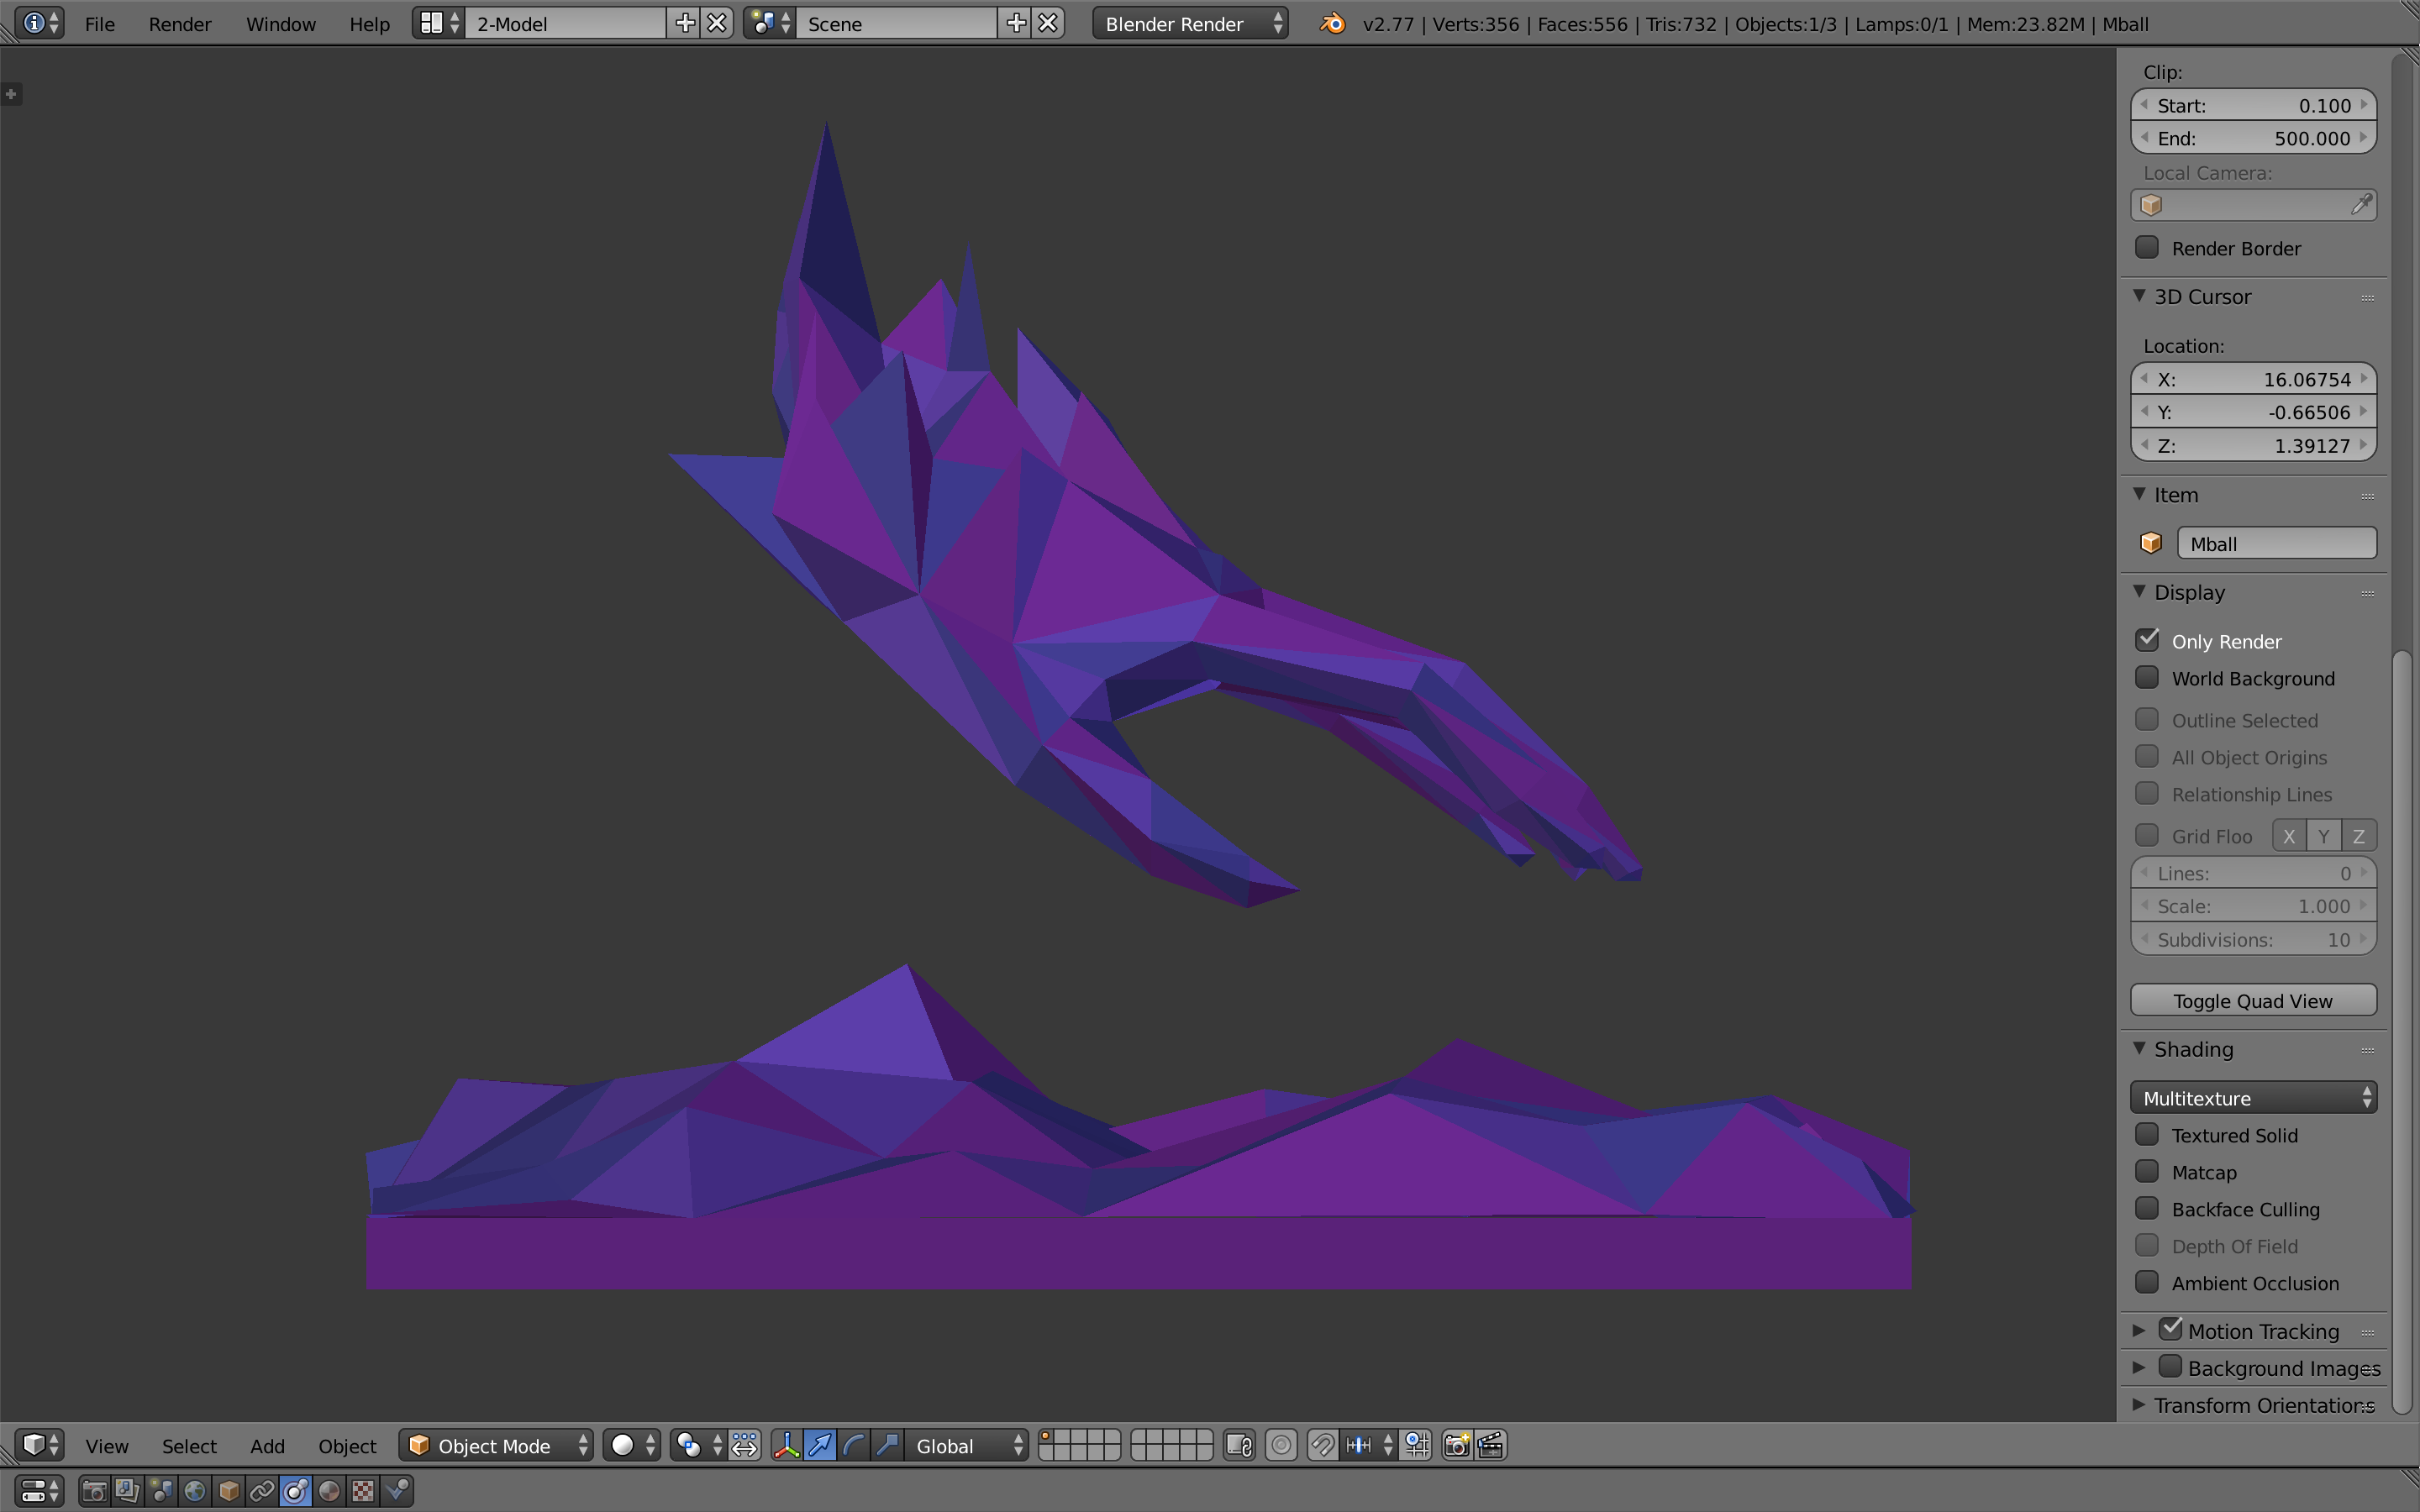 File Render Window Help 2-Model Scene Blender Render v2.77 | Verts:356 | Faces:556 | Tris:732 | Objects:1/3 | Lamps:0/1 | Mem:23.82M | Mball
Clip:
Start: 0.100
End: 500.000
Local Camera:
Render Border
3D Cursor
Location:
X: 16.06754
Y: -0.66506
Z: 1.39127
Item
Mball
Display
Only Render
World Background
Outline Selected
All Object Origins
Relationship Lines
Grid Floo X Y Z
Lines: 0
Scale: 1.000
Subdivisions: 10
Toggle Quad View
Shading
Multitexture
Textured Solid
Matcap
Backface Culling
Depth Of Field
Ambient Occlusion
Motion Tracking
Background Images
Transform Orientations
View Select Add Object Object Mode Global